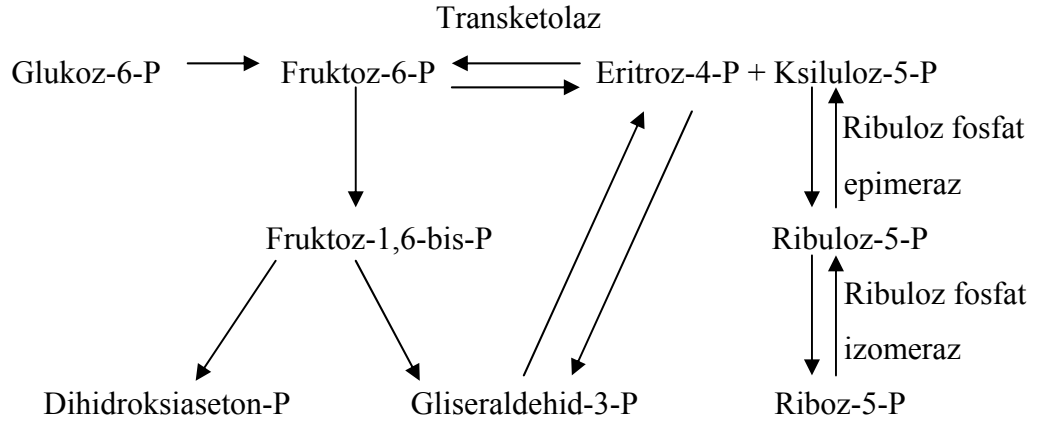 Transketolaz
Glukoz-6-P Fruktoz-6-P Eritroz-4-P + Ksiluloz-5-P
Ribuloz fosfat
epimeraz
Fruktoz-1,6-bis-P Ribuloz-5-P
Ribuloz fosfat
izomeraz
Dihidroksiaseton-P Gliseraldehid-3-P Riboz-5-P